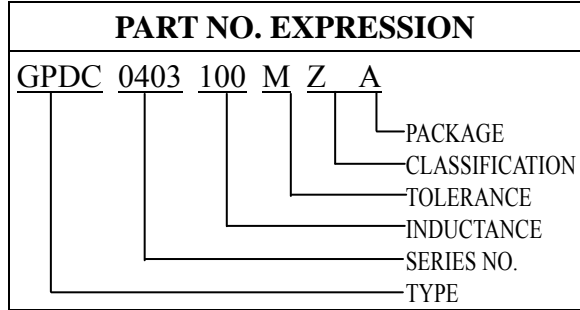 PART NO. EXPRESSION
GPDC 0403 100 M Z A
PACKAGE
CLASSIFICATION
TOLERANCE
INDUCTANCE
SERIES NO.
TYPE